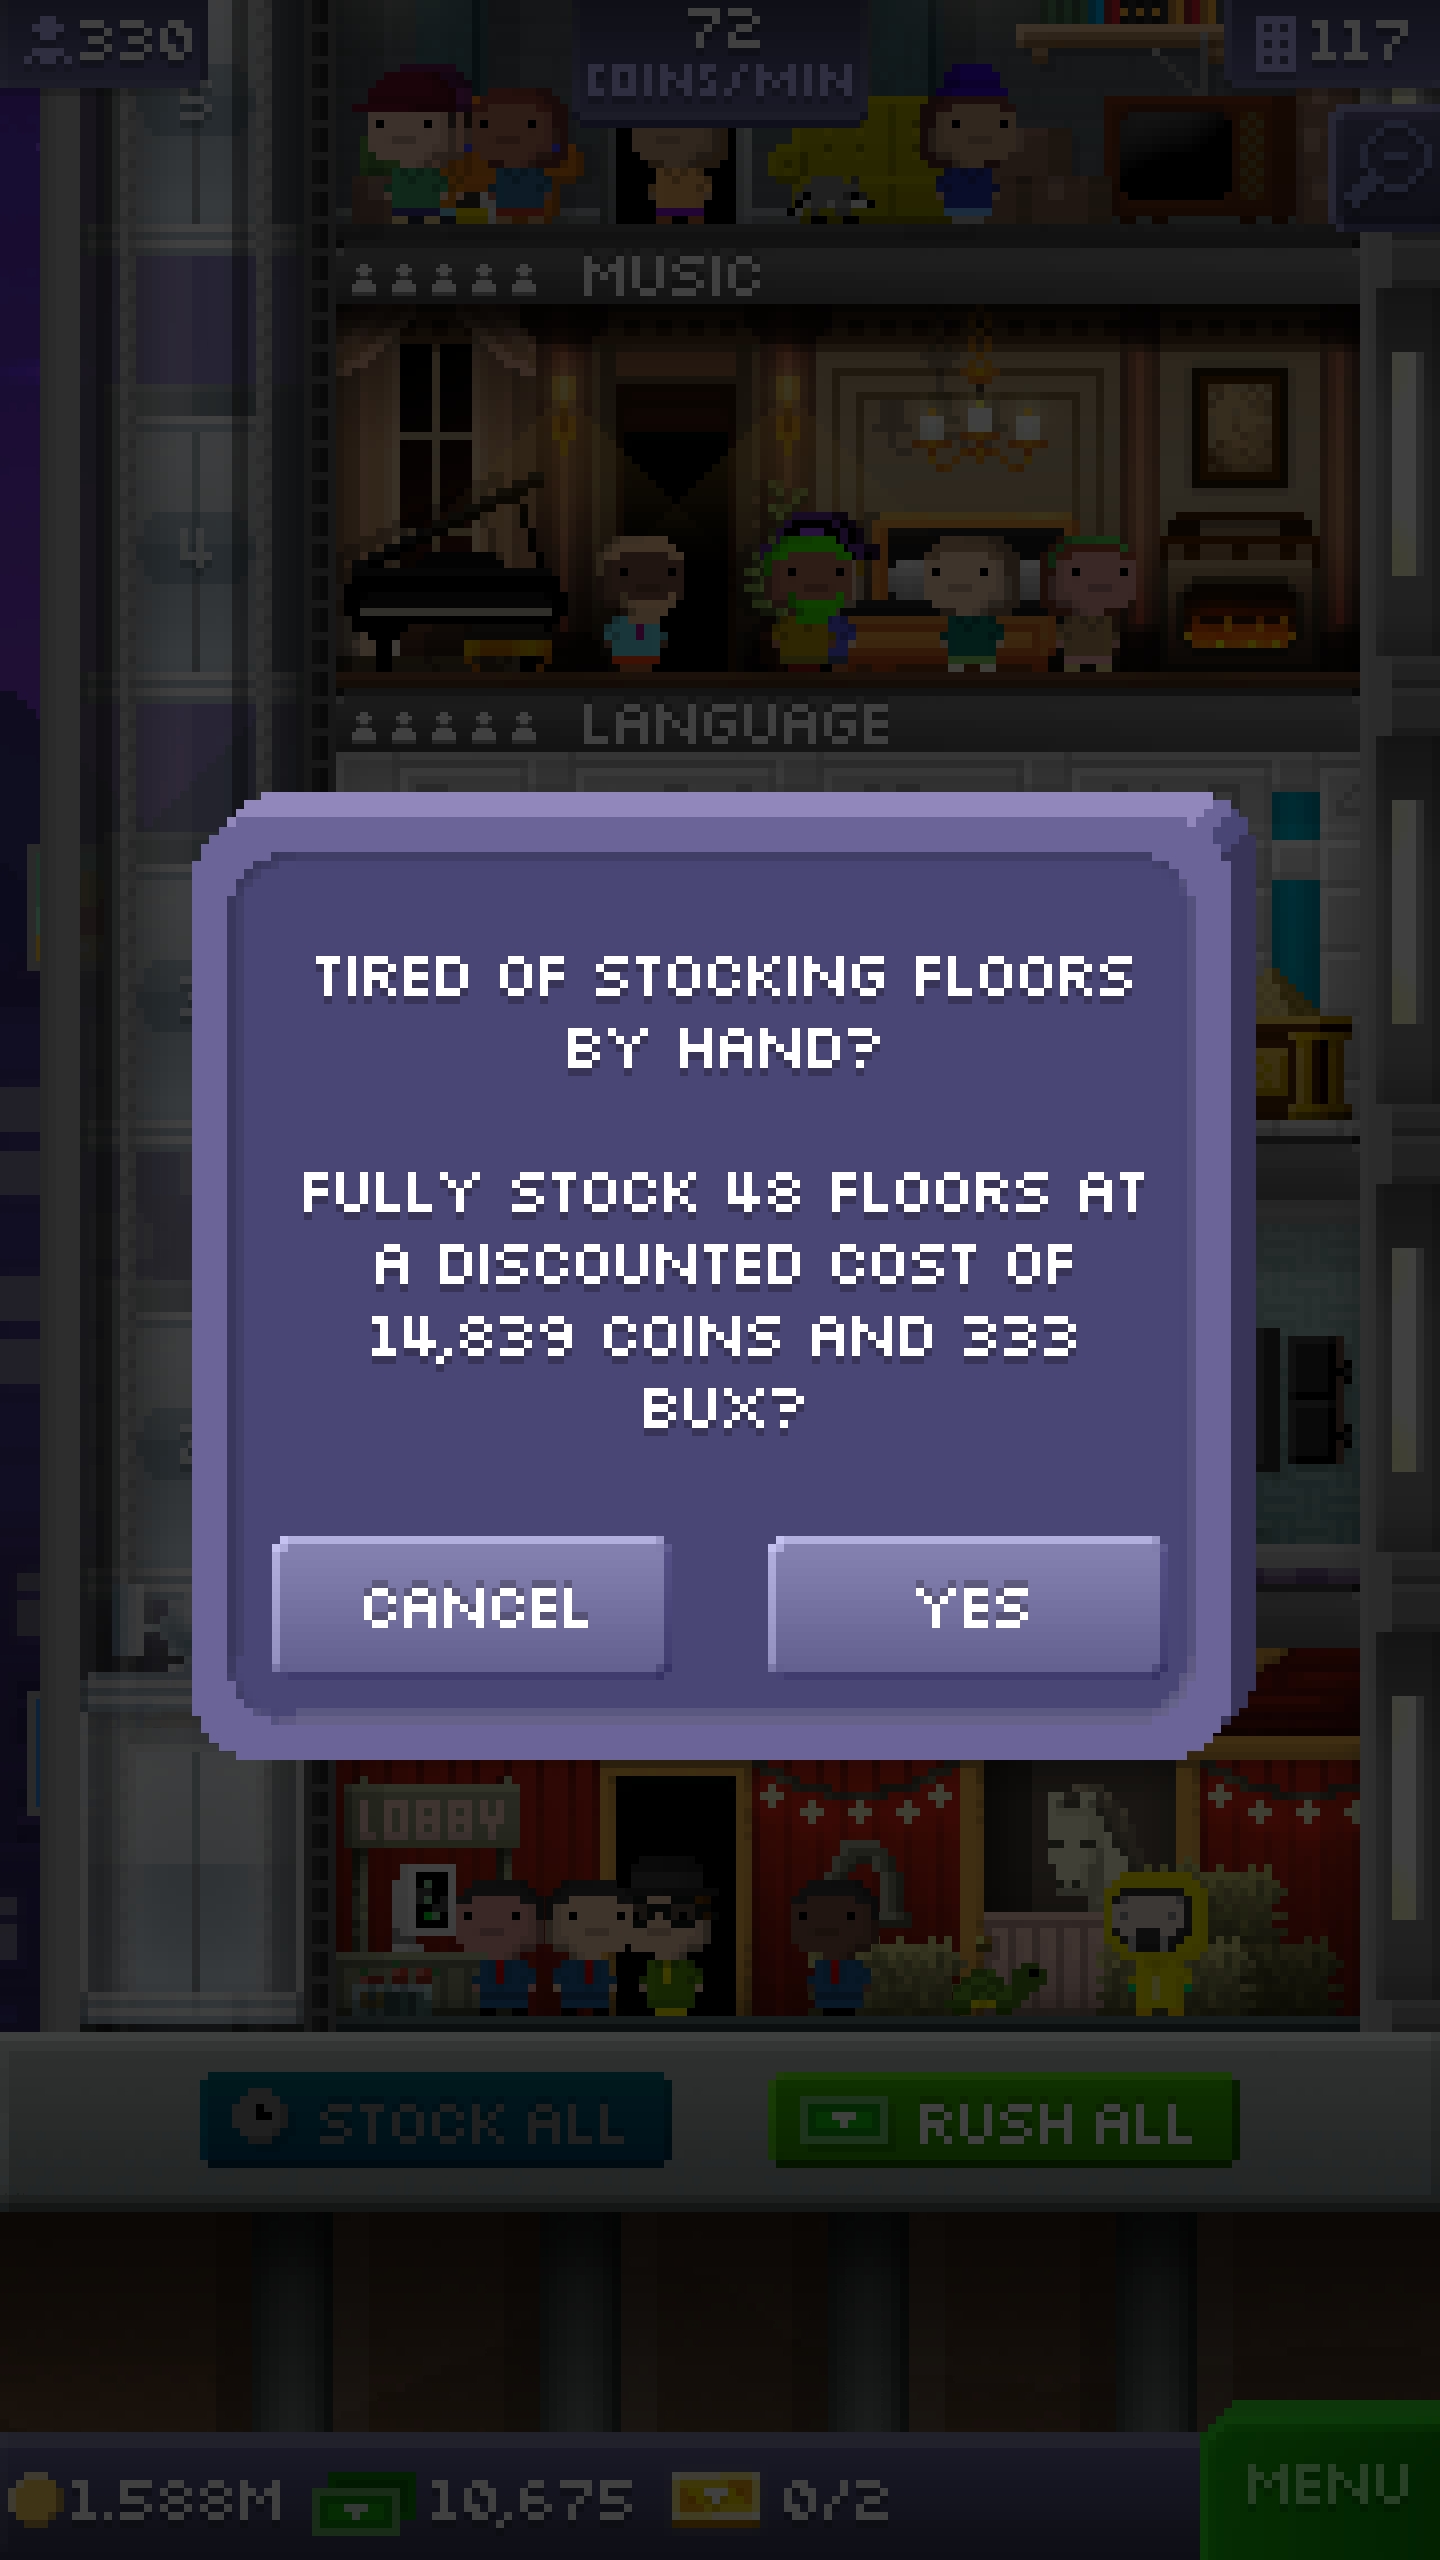 330
72
COINS/MIN
117
5
MUSIC
4
LANGUAGE
TIRED OF STOCKING FLOORS
BY HAND?
FULLY STOCK 48 FLOORS AT
A DISCOUNTED COST OF
14,839 COINS AND 333
BUX?
CANCEL
YES
LOBBY
STOCK ALL
RUSH ALL
1.588M
10,675
0/2
MENU